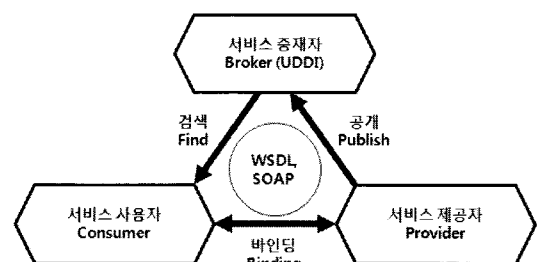 서비스 중재자
Broker (UDDI)
검색
Find
공개
Publish
WSDL,
SOAP
서비스 사용자
Consumer
서비스 제공자
Provider
바인딩
Binding